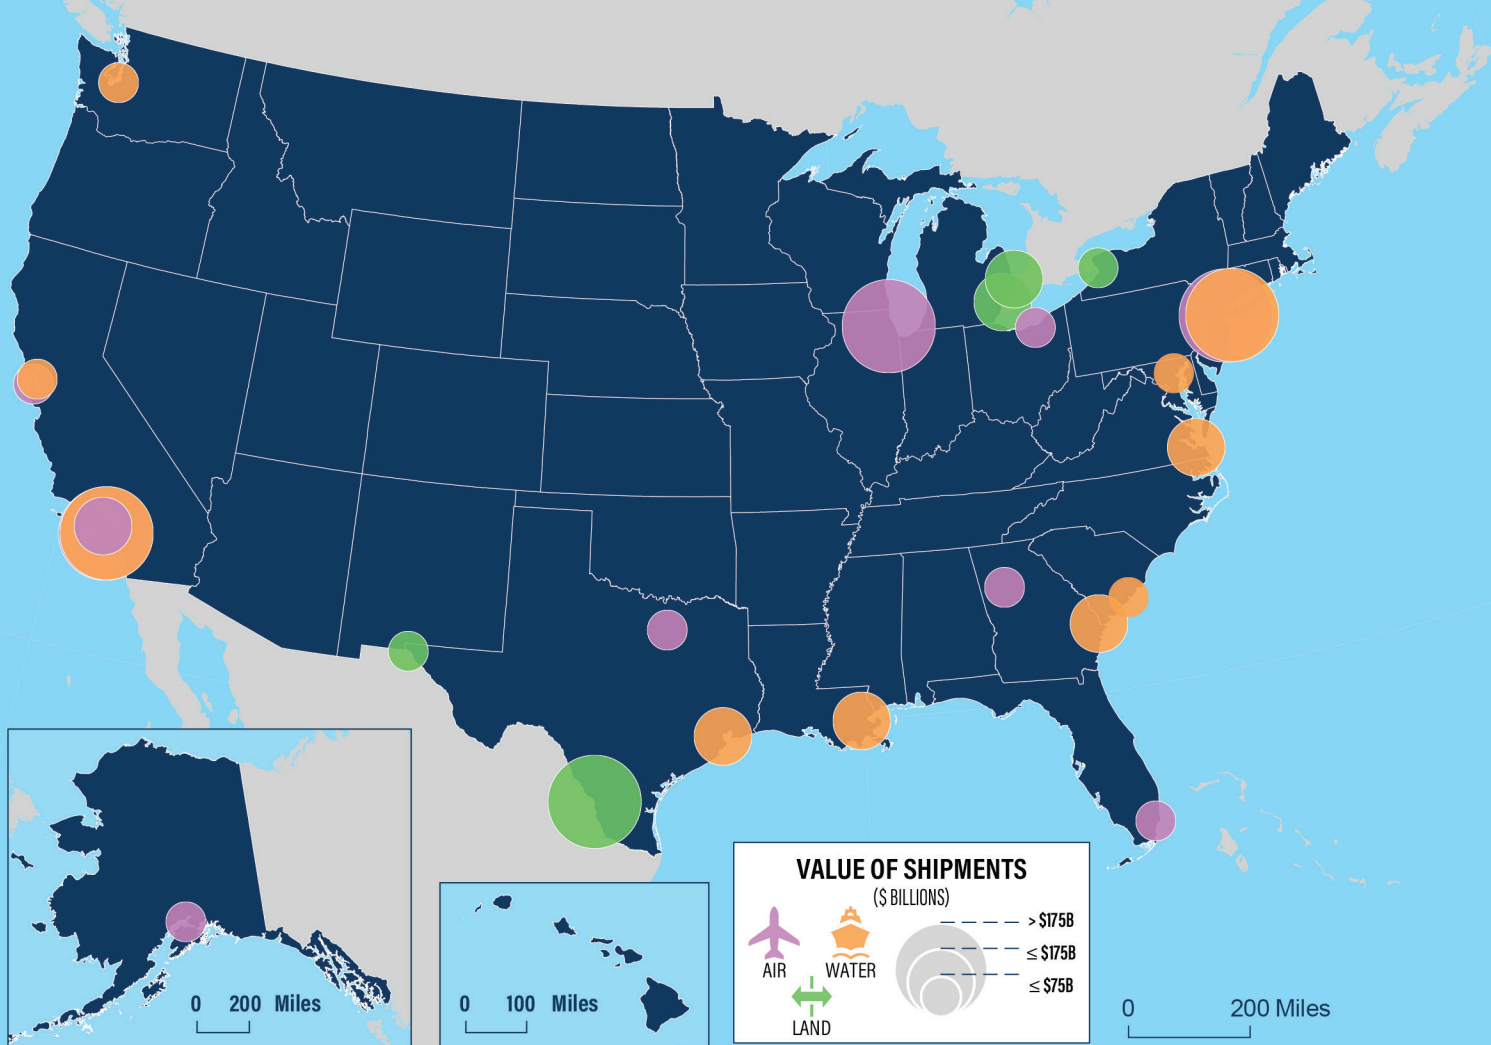 VALUE OF SHIPMENTS
($ BILLIONS)
AIR
WATER
LAND
> $175B
≤ $175B
≤ $75B
0 200 Miles
0 100 Miles
0 200 Miles